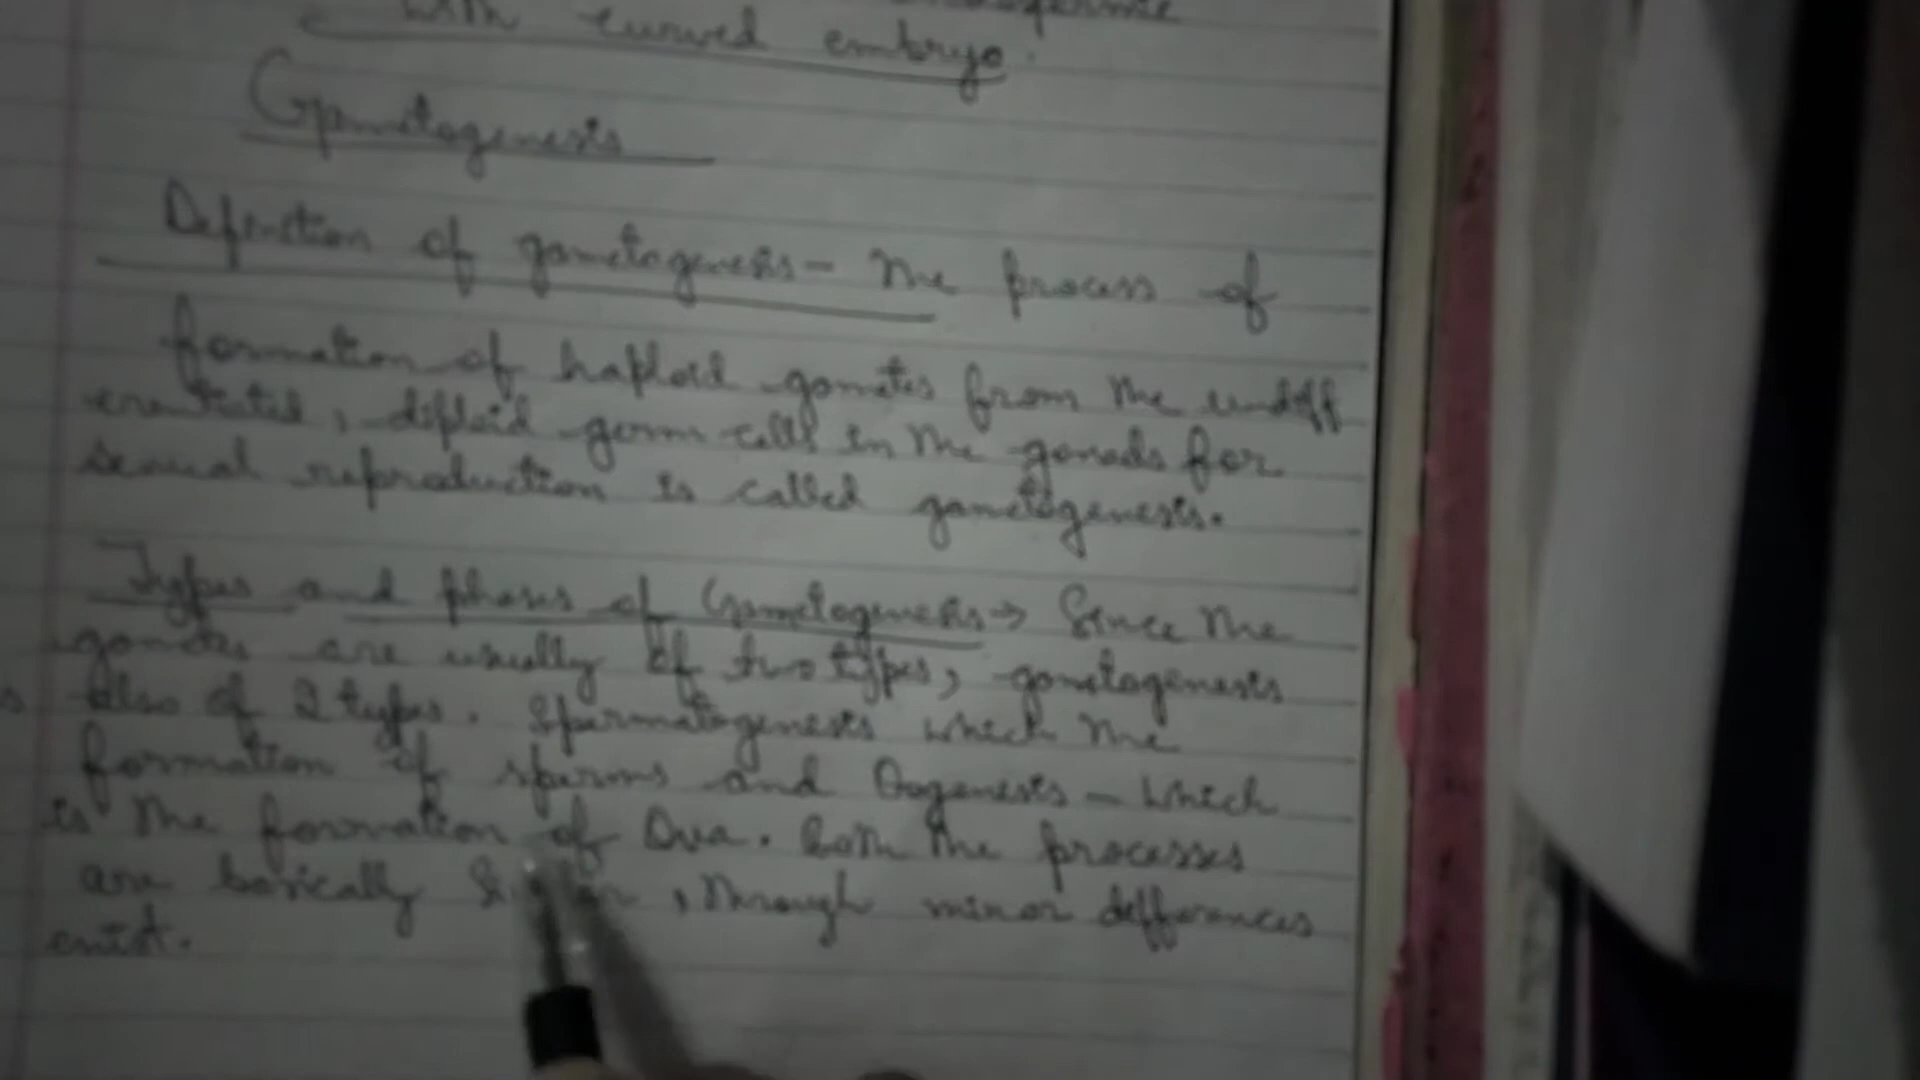 with curved embryo.
Gametogenesis
Definition of gametogenesis - The process of
formation of haploid gametes from the undiff
erentiated, diploid germ cells in the gonads for
sexual reproduction is called gametogenesis.
Types and phases of Gametogenesis → Since the
gonads are usually of two types, gametogenesis
is also of 2 types. Spermatogenesis which the
formation of sperms and Oogenesis - which
is the formation of Ova. Both the processes
are basically , through minor differences
exist.